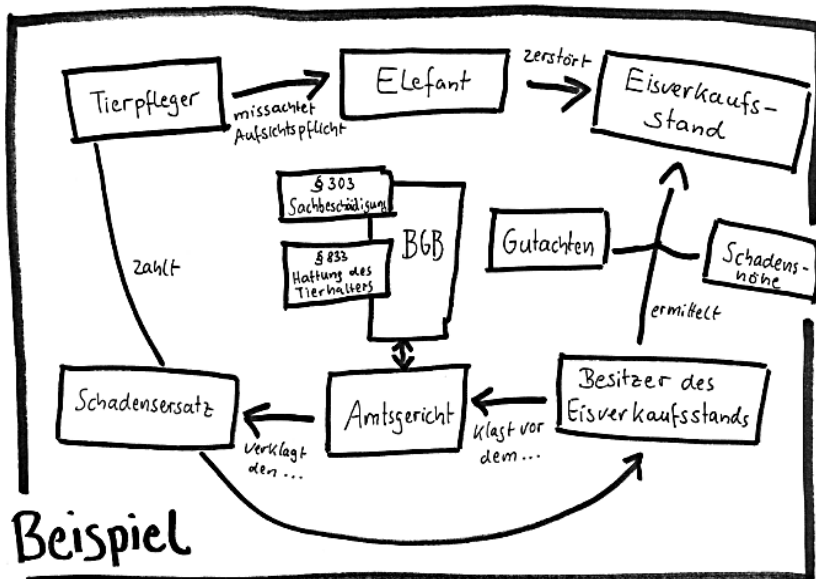 Tierpfleger
missachtet
Aufsichtspflicht
Elefant
zerstört
Eisverkaufs-
stand
§ 303
Sachbeschädigung
§ 833
Haftung des
Tierhalters
BGB
Gutachten
Schadens-
höhe
zahlt
ermittelt
Schadensersatz
verklagt
den ...
Amtsgericht
Klagt vor
dem ...
Besitzer des
Eisverkaufsstands
Beispiel